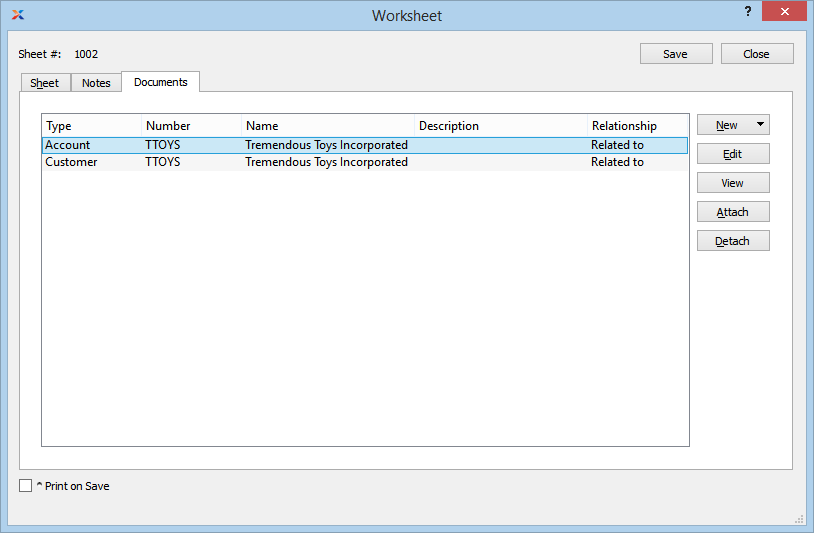 Worksheet
?
Sheet #: 1002
Save
Close
Sheet
Notes
Documents
Type Number Name Description Relationship
Account TTOYS Tremendous Toys Incorporated Related to
Customer TTOYS Tremendous Toys Incorporated Related to
New
Edit
View
Attach
Detach
^ Print on Save